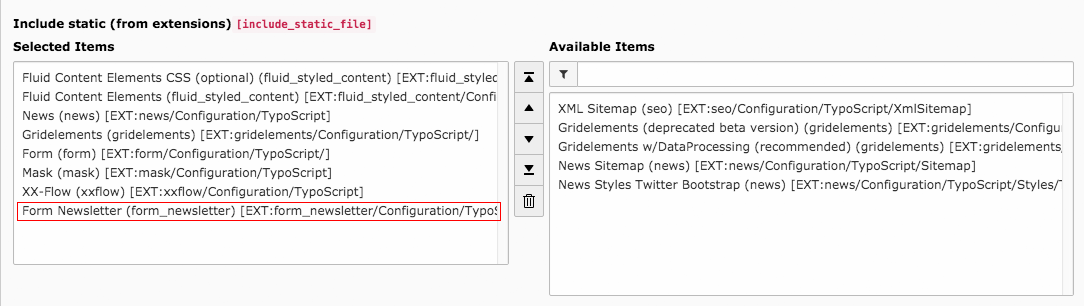 Include static (from extensions) [include_static_file]
Selected Items
Fluid Content Elements CSS (optional) (fluid_styled_content) [EXT:fluid_styled
Fluid Content Elements (fluid_styled_content) [EXT:fluid_styled_content/Confi
News (news) [EXT:news/Configuration/TypoScript]
Gridelements (gridelements) [EXT:gridelements/Configuration/TypoScript/]
Form (form) [EXT:form/Configuration/TypoScript/]
Mask (mask) [EXT:mask/Configuration/TypoScript]
XX-Flow (xxflow) [EXT:xxflow/Configuration/TypoScript]
Form Newsletter (form_newsletter) [EXT:form_newsletter/Configuration/TypoS
Available Items
XML Sitemap (seo) [EXT:seo/Configuration/TypoScript/XmlSitemap]
Gridelements (deprecated beta version) (gridelements) [EXT:gridelements/Configu
Gridelements w/DataProcessing (recommended) (gridelements) [EXT:gridelements,
News Sitemap (news) [EXT:news/Configuration/TypoScript/Sitemap]
News Styles Twitter Bootstrap (news) [EXT:news/Configuration/TypoScript/Styles/T